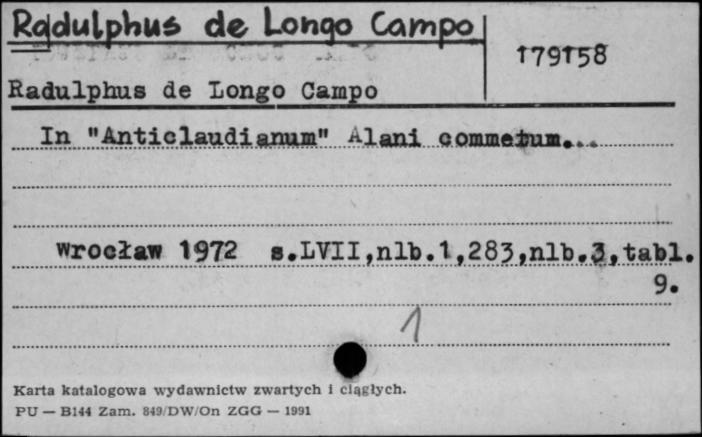 Radulphus de Longo Campo
179158
Radulphus de Longo Campo
In "Anticlaudianum" Alani commetum...
Wrocław 1972 s.LVII,nlb.1,283,nlb.3,tabl.
9.
1
Karta katalogowa wydawnictw zwartych i ciągłych.
PU — B144 Zam. 849/DW/On ZGG — 1991